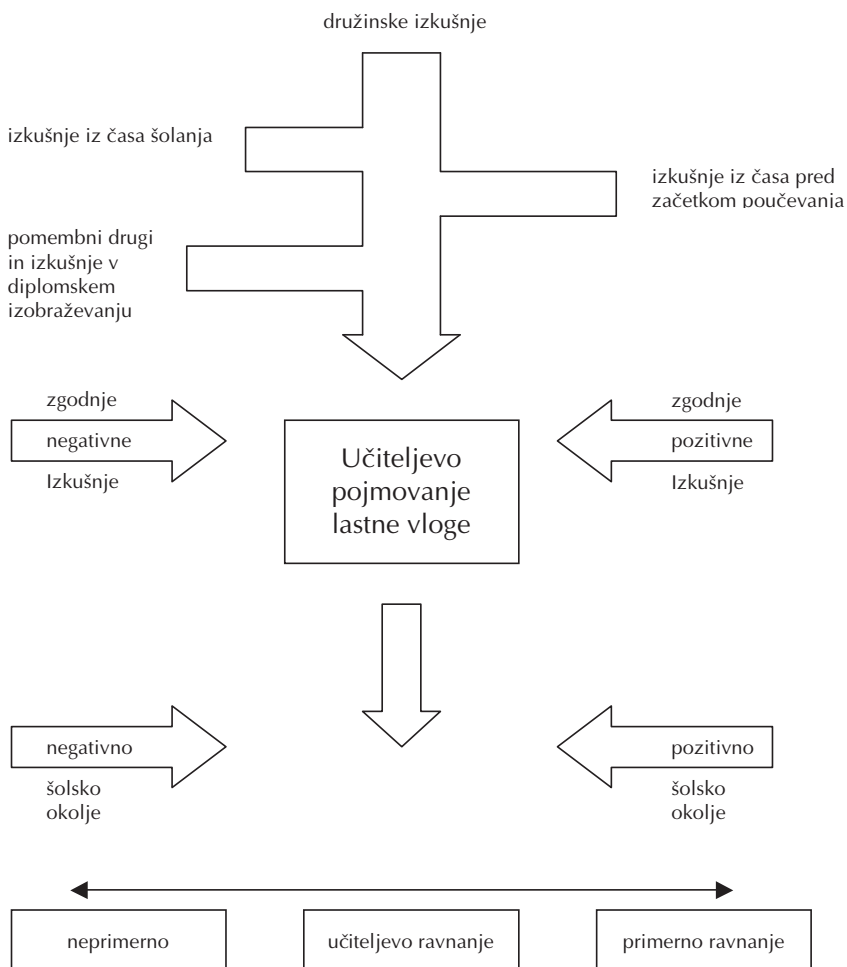 družinske izkušnje
izkušnje iz časa šolanja
izkušnje iz časa pred
začetkom poučevanja
pomembni drugi
in izkušnje v
diplomskem
izobraževanju
zgodnje
negativne
Izkušnje
zgodnje
pozitivne
Izkušnje
Učiteljevo
pojmovanje
lastne vloge
negativno
šolsko
okolje
pozitivno
šolsko
okolje
neprimerno
učiteljevo ravnanje
primerno ravnanje